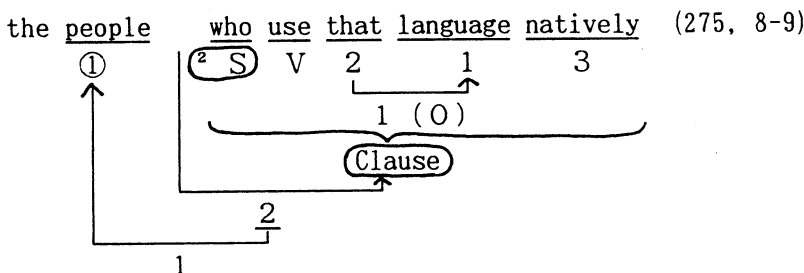 the people who use that language natively (275, 8-9)
① ² S V 2 1 3
1 (O)
Clause
2
1